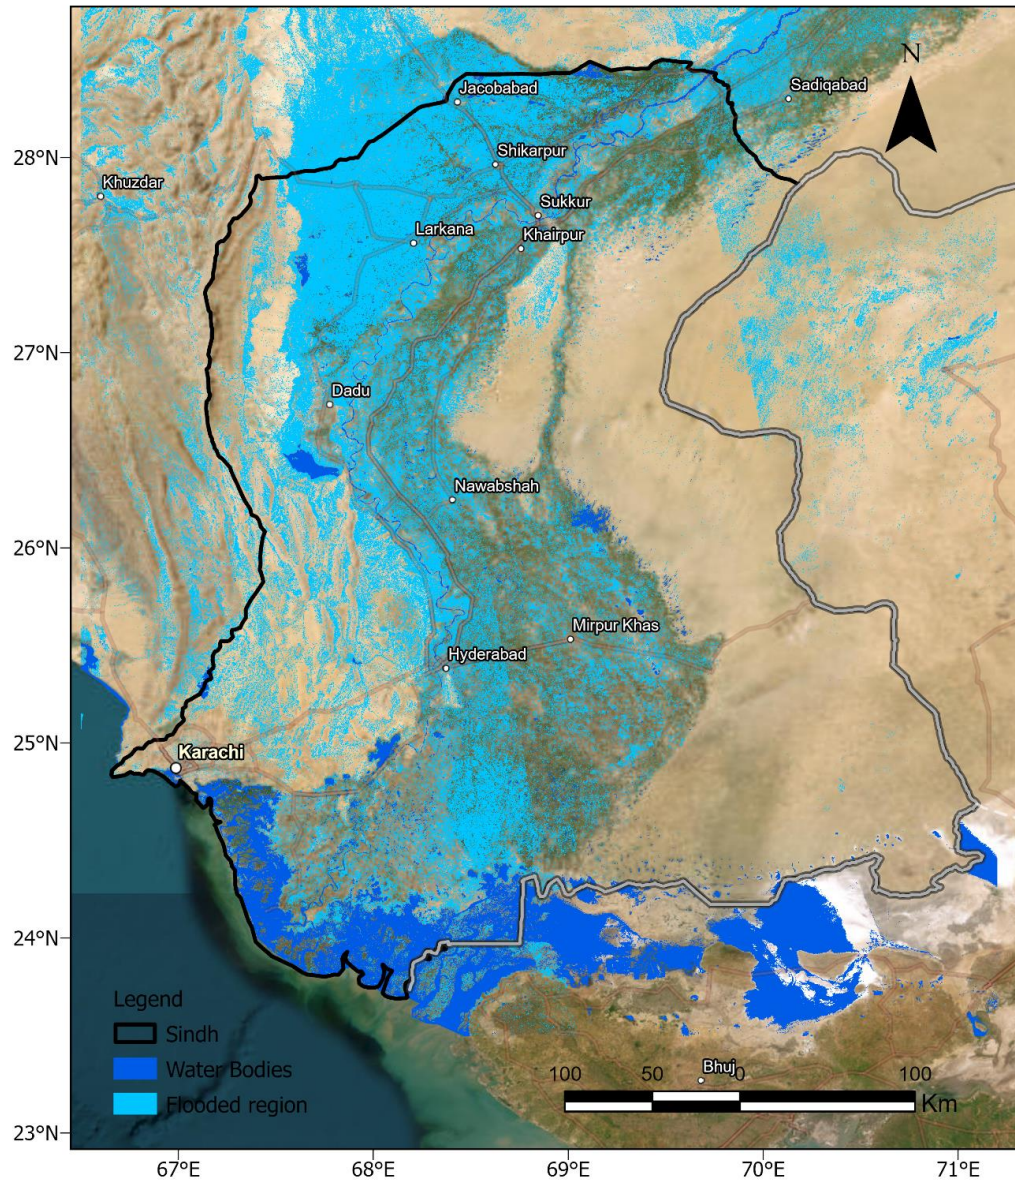 N
Jacobabad
Sadiqabad
28°N
Shikarpur
Khuzdar
Sukkur
Larkana
Khairpur
27°N
Dadu
Nawabshah
26°N
Mirpur Khas
Hyderabad
25°N
Karachi
24°N
Legend
Sindh
Water Bodies
Flooded region
Bhuj
100 50 0 100
Km
23°N
67°E 68°E 69°E 70°E 71°E